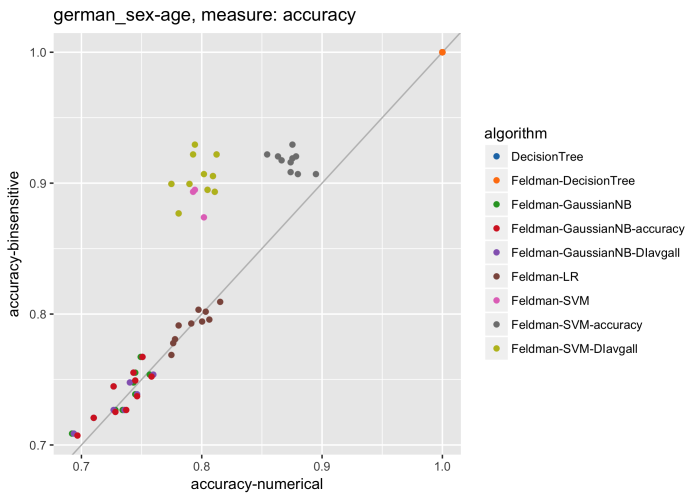 german_sex-age, measure: accuracy
1.0
0.9
0.8
0.7
accuracy-binsensitive
0.7
0.8
0.9
1.0
accuracy-numerical
algorithm
DecisionTree
Feldman-DecisionTree
Feldman-GaussianNB
Feldman-GaussianNB-accuracy
Feldman-GaussianNB-DIavgall
Feldman-LR
Feldman-SVM
Feldman-SVM-accuracy
Feldman-SVM-DIavgall